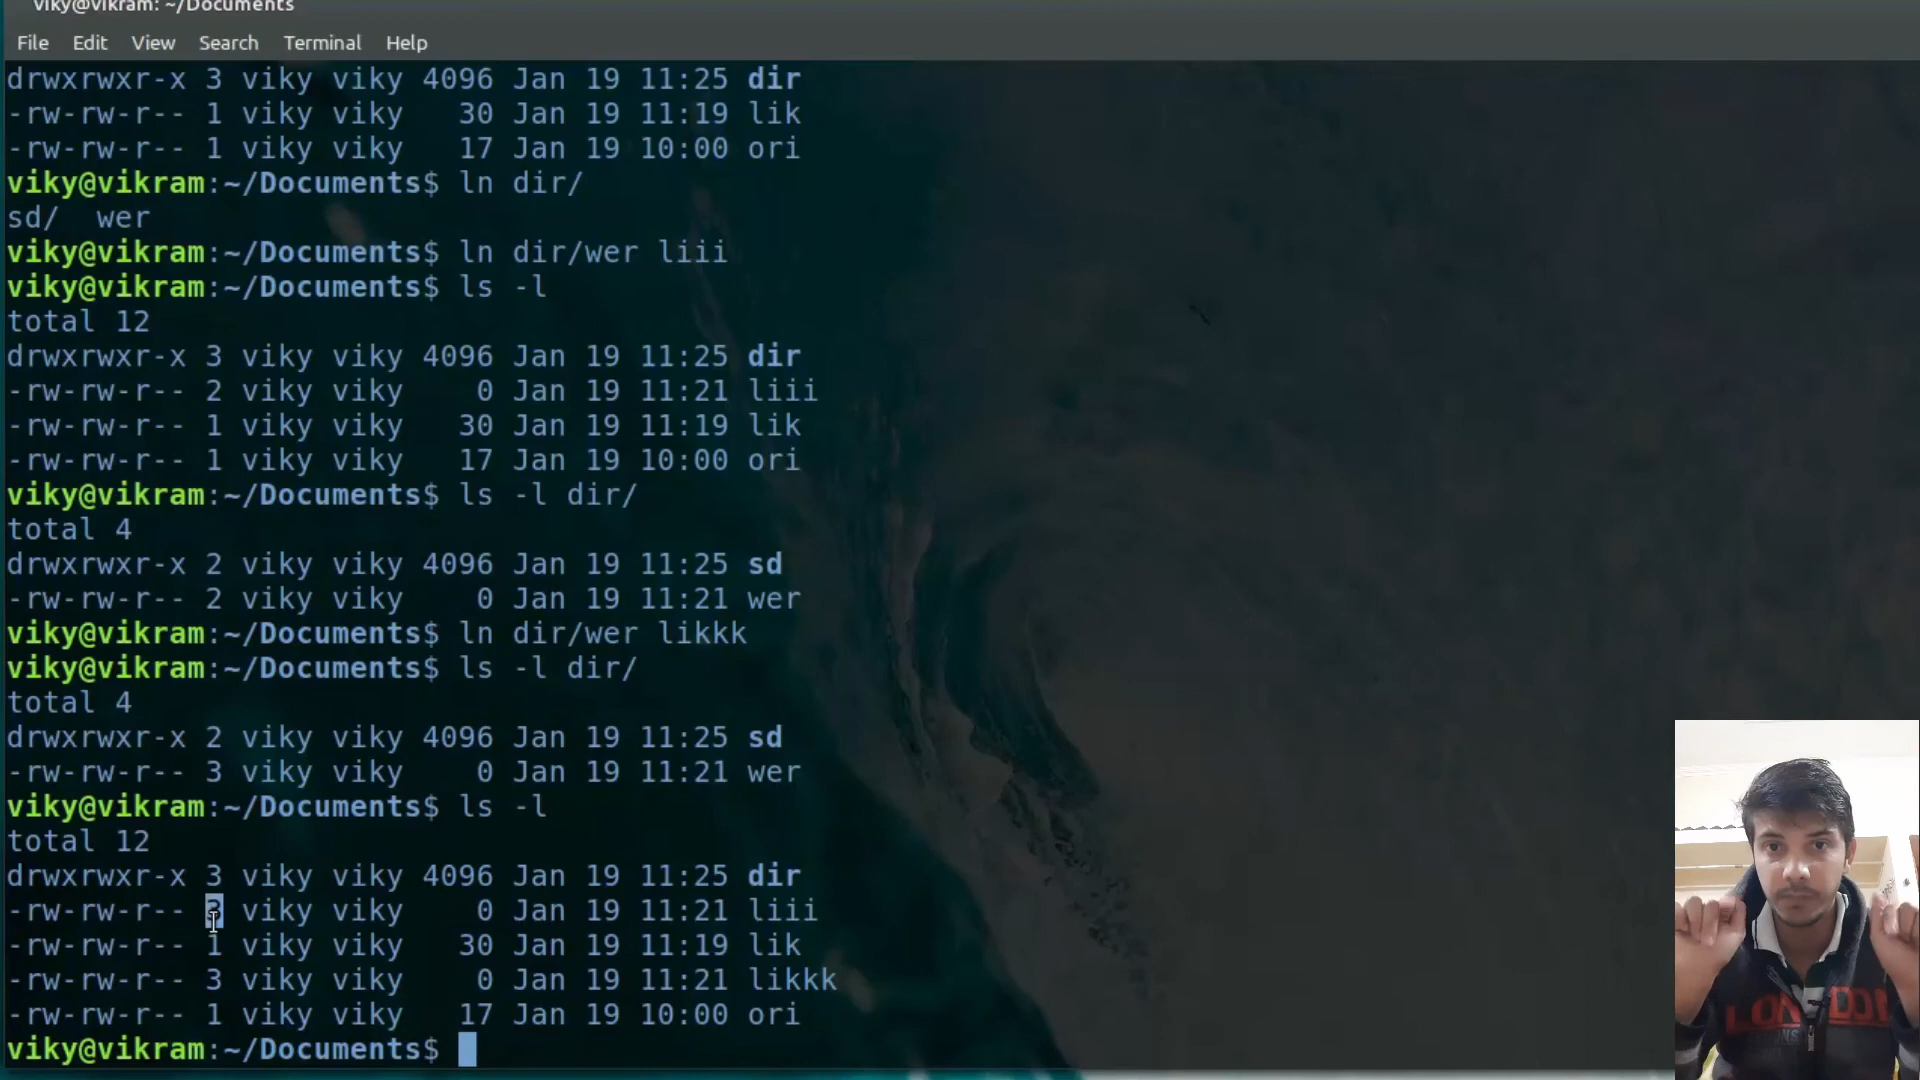 viky@vikram: ~/Documents
File Edit View Search Terminal Help
drwxrwxr-x 3 viky viky 4096 Jan 19 11:25 dir
-rw-rw-r-- 1 viky viky   30 Jan 19 11:19 lik
-rw-rw-r-- 1 viky viky   17 Jan 19 10:00 ori
viky@vikram:~/Documents$ ln dir/
sd/  wer
viky@vikram:~/Documents$ ln dir/wer liii
viky@vikram:~/Documents$ ls -l
total 12
drwxrwxr-x 3 viky viky 4096 Jan 19 11:25 dir
-rw-rw-r-- 2 viky viky    0 Jan 19 11:21 liii
-rw-rw-r-- 1 viky viky   30 Jan 19 11:19 lik
-rw-rw-r-- 1 viky viky   17 Jan 19 10:00 ori
viky@vikram:~/Documents$ ls -l dir/
total 4
drwxrwxr-x 2 viky viky 4096 Jan 19 11:25 sd
-rw-rw-r-- 2 viky viky    0 Jan 19 11:21 wer
viky@vikram:~/Documents$ ln dir/wer likkk
viky@vikram:~/Documents$ ls -l dir/
total 4
drwxrwxr-x 2 viky viky 4096 Jan 19 11:25 sd
-rw-rw-r-- 3 viky viky    0 Jan 19 11:21 wer
viky@vikram:~/Documents$ ls -l
total 12
drwxrwxr-x 3 viky viky 4096 Jan 19 11:25 dir
-rw-rw-r-- 3 viky viky    0 Jan 19 11:21 liii
-rw-rw-r-- 1 viky viky   30 Jan 19 11:19 lik
-rw-rw-r-- 3 viky viky    0 Jan 19 11:21 likkk
-rw-rw-r-- 1 viky viky   17 Jan 19 10:00 ori
viky@vikram:~/Documents$
LONDON